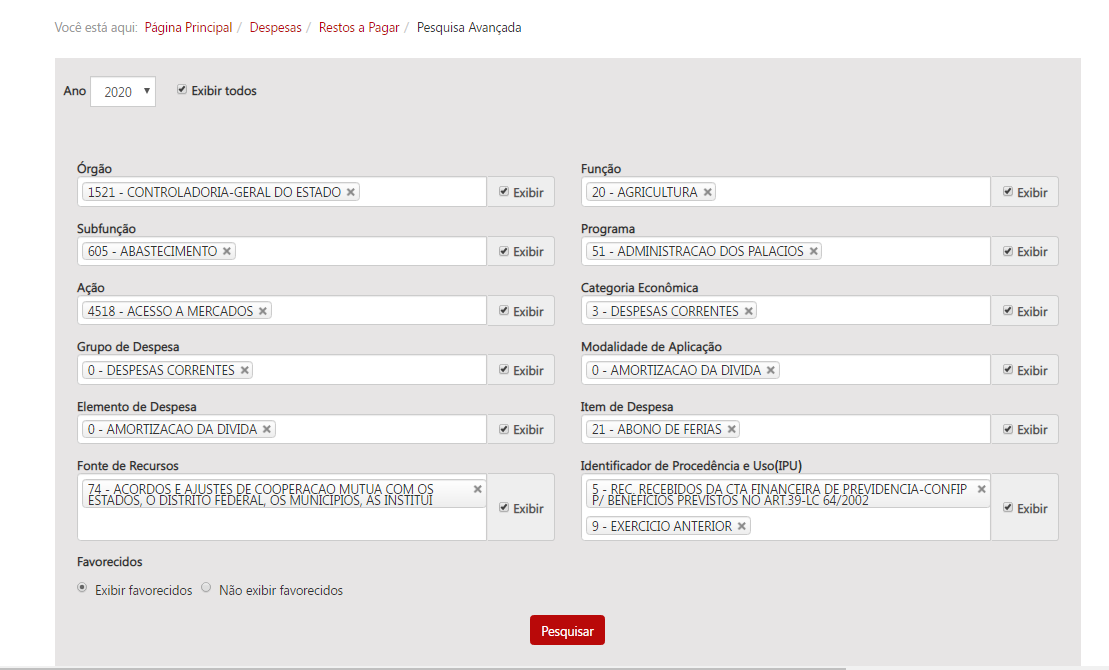 Você está aqui: Página Principal / Despesas / Restos a Pagar / Pesquisa Avançada
Ano 2020 Exibir todos
Órgão
1521 - CONTROLADORIA-GERAL DO ESTADO Exibir
Função
20 - AGRICULTURA Exibir
Subfunção
605 - ABASTECIMENTO Exibir
Programa
51 - ADMINISTRACAO DOS PALACIOS Exibir
Ação
4518 - ACESSO A MERCADOS Exibir
Categoria Econômica
3 - DESPESAS CORRENTES Exibir
Grupo de Despesa
0 - DESPESAS CORRENTES Exibir
Modalidade de Aplicação
0 - AMORTIZACAO DA DIVIDA Exibir
Elemento de Despesa
0 - AMORTIZACAO DA DIVIDA Exibir
Item de Despesa
21 - ABONO DE FERIAS Exibir
Fonte de Recursos
74 - ACORDOS E AJUSTES DE COOPERACAO MUTUA COM OS
ESTADOS, O DISTRITO FEDERAL, OS MUNICIPIOS, AS INSTITUI
Exibir
Identificador de Procedência e Uso(IPU)
5 - REC. RECEBIDOS DA CTA FINANCEIRA DE PREVIDENCIA-CONFIP
P/ BENEFICIOS PREVISTOS NO ART.39-LC 64/2002
Exibir
9 - EXERCICIO ANTERIOR
Favorecidos
Exibir favorecidos Não exibir favorecidos
Pesquisar